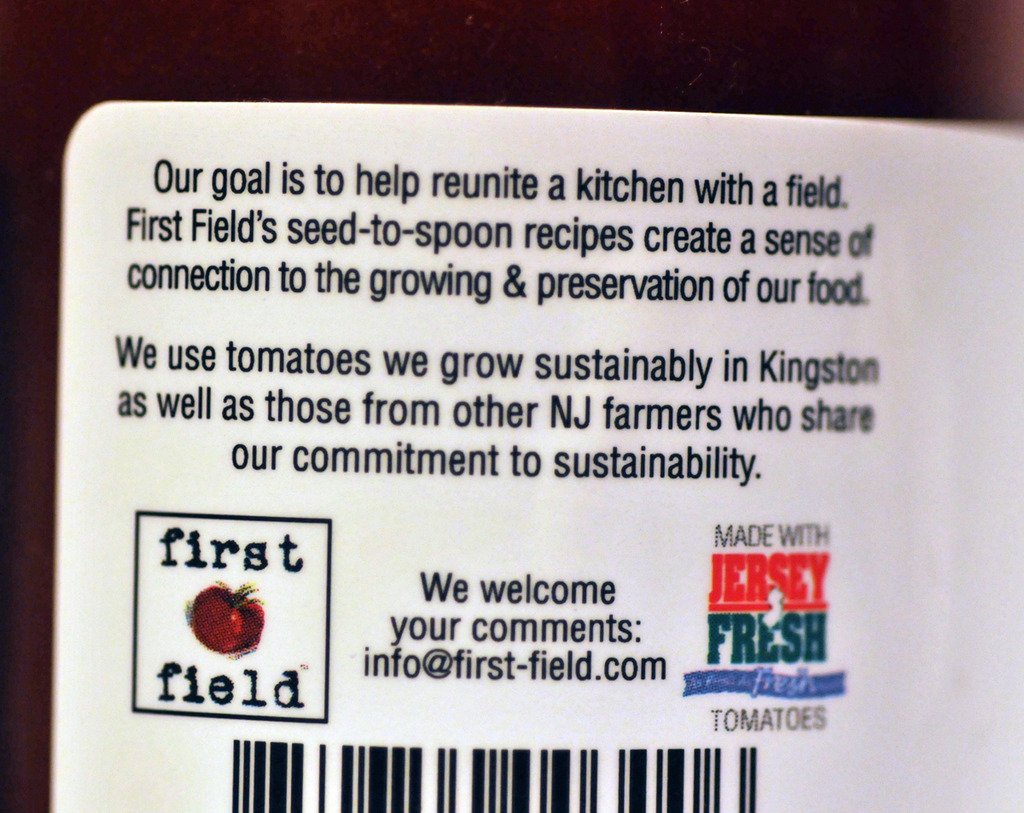 Our goal is to help reunite a kitchen with a field.
First Field's seed-to-spoon recipes create a sense of
connection to the growing & preservation of our food.
We use tomatoes we grow sustainably in Kingston
as well as those from other NJ farmers who share
our commitment to sustainability.
first
field
We welcome
your comments:
info@first-field.com
MADE WITH
JERSEY
FRESH
fresh
TOMATOES